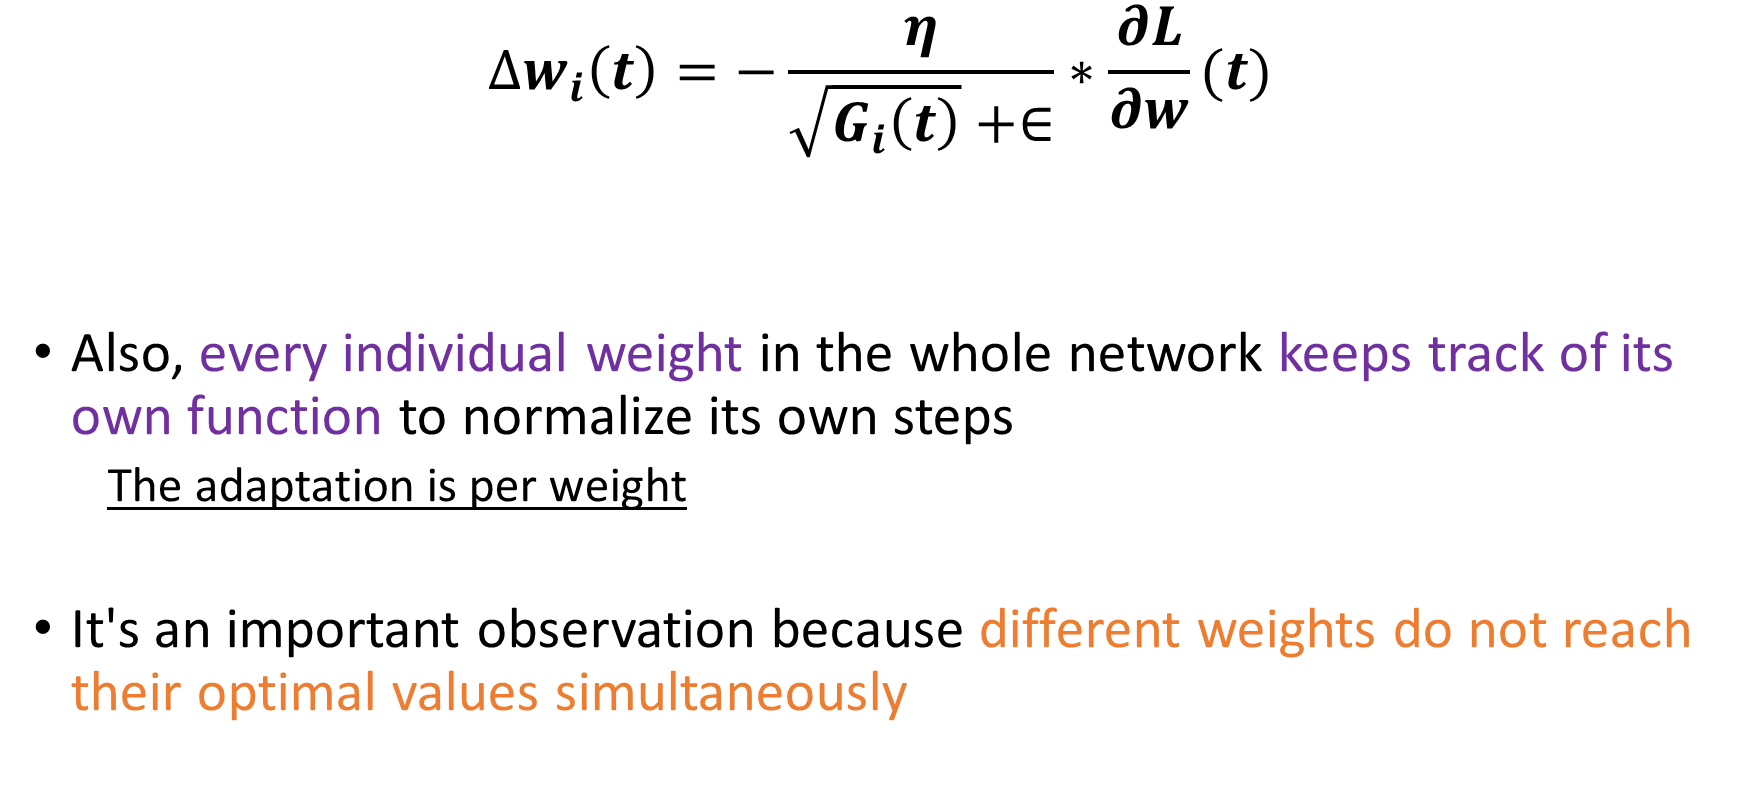 Δw_i(t) = − η / (√(G_i(t)) +∈) * ∂L/∂w (t)
• Also, every individual weight in the whole network keeps track of its
own function to normalize its own steps
The adaptation is per weight
• It's an important observation because different weights do not reach
their optimal values simultaneously